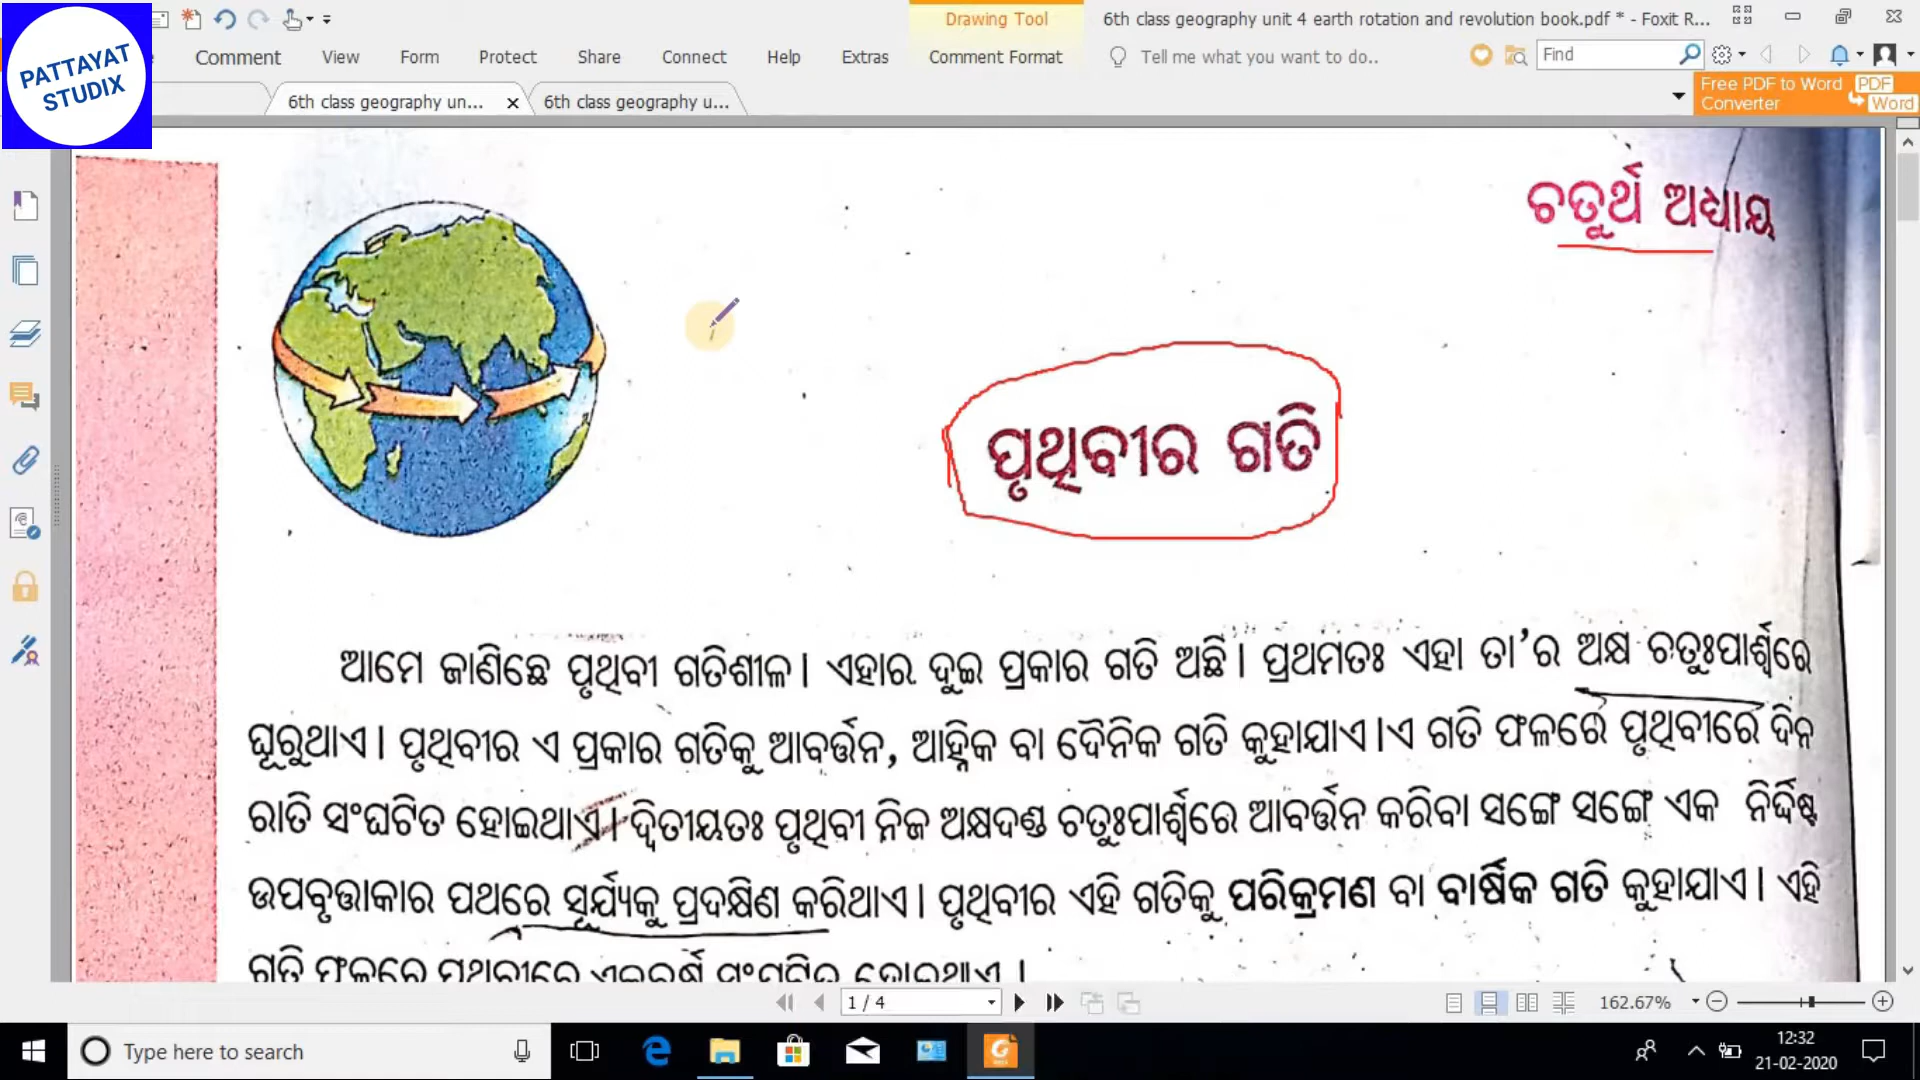 Drawing Tool
6th class geography unit 4 earth rotation and revolution book.pdf * - Foxit R...
PATTAYAT
STUDIX
Comment View Form Protect Share Connect Help Extras Comment Format Tell me what you want to do.. Find
6th class geography un... 6th class geography u...
Free PDF to Word
Converter
PDF
Word
ଚତୁର୍ଥ ଅଧ୍ୟାୟ
ପୃଥିବୀର ଗତି
ଆମେ ଜାଣିଛେ ପୃଥିବୀ ଗତିଶୀଳ। ଏହାର ଦୁଇ ପ୍ରକାର ଗତି ଅଛି। ପ୍ରଥମତଃ ଏହା ତା'ର ଅକ୍ଷ ଚତୁଃପାର୍ଶ୍ୱରେ
ଘୂରୁଥାଏ। ପୃଥିବୀର ଏ ପ୍ରକାର ଗତିକୁ ଆବର୍ତ୍ତନ, ଆହ୍ନିକ ବା ଦୈନିକ ଗତି କୁହାଯାଏ।ଏ ଗତି ଫଳରେ ପୃଥିବୀରେ ଦିନ
ରାତି ସଂଘଟିତ ହୋଇଥାଏ। ଦ୍ୱିତୀୟତଃ ପୃଥିବୀ ନିଜ ଅକ୍ଷଦଣ୍ଡ ଚତୁଃପାର୍ଶ୍ୱରେ ଆବର୍ତ୍ତନ କରିବା ସଙ୍ଗେ ସଙ୍ଗେ ଏକ ନିର୍ଦ୍ଦିଷ୍ଟ
ଉପବୃତ୍ତାକାର ପଥରେ ସୂର୍ଯ୍ୟକୁ ପ୍ରଦକ୍ଷିଣ କରିଥାଏ। ପୃଥିବୀର ଏହି ଗତିକୁ ପରିକ୍ରମଣ ବା ବାର୍ଷିକ ଗତି କୁହାଯାଏ। ଏହି
ଗତି ଫଳରେ ପୃଥିବୀରେ ଏକବର୍ଷ ସଂଘଟିତ ହୋଇଥାଏ।
1 / 4
162.67%
Type here to search
12:32
21-02-2020